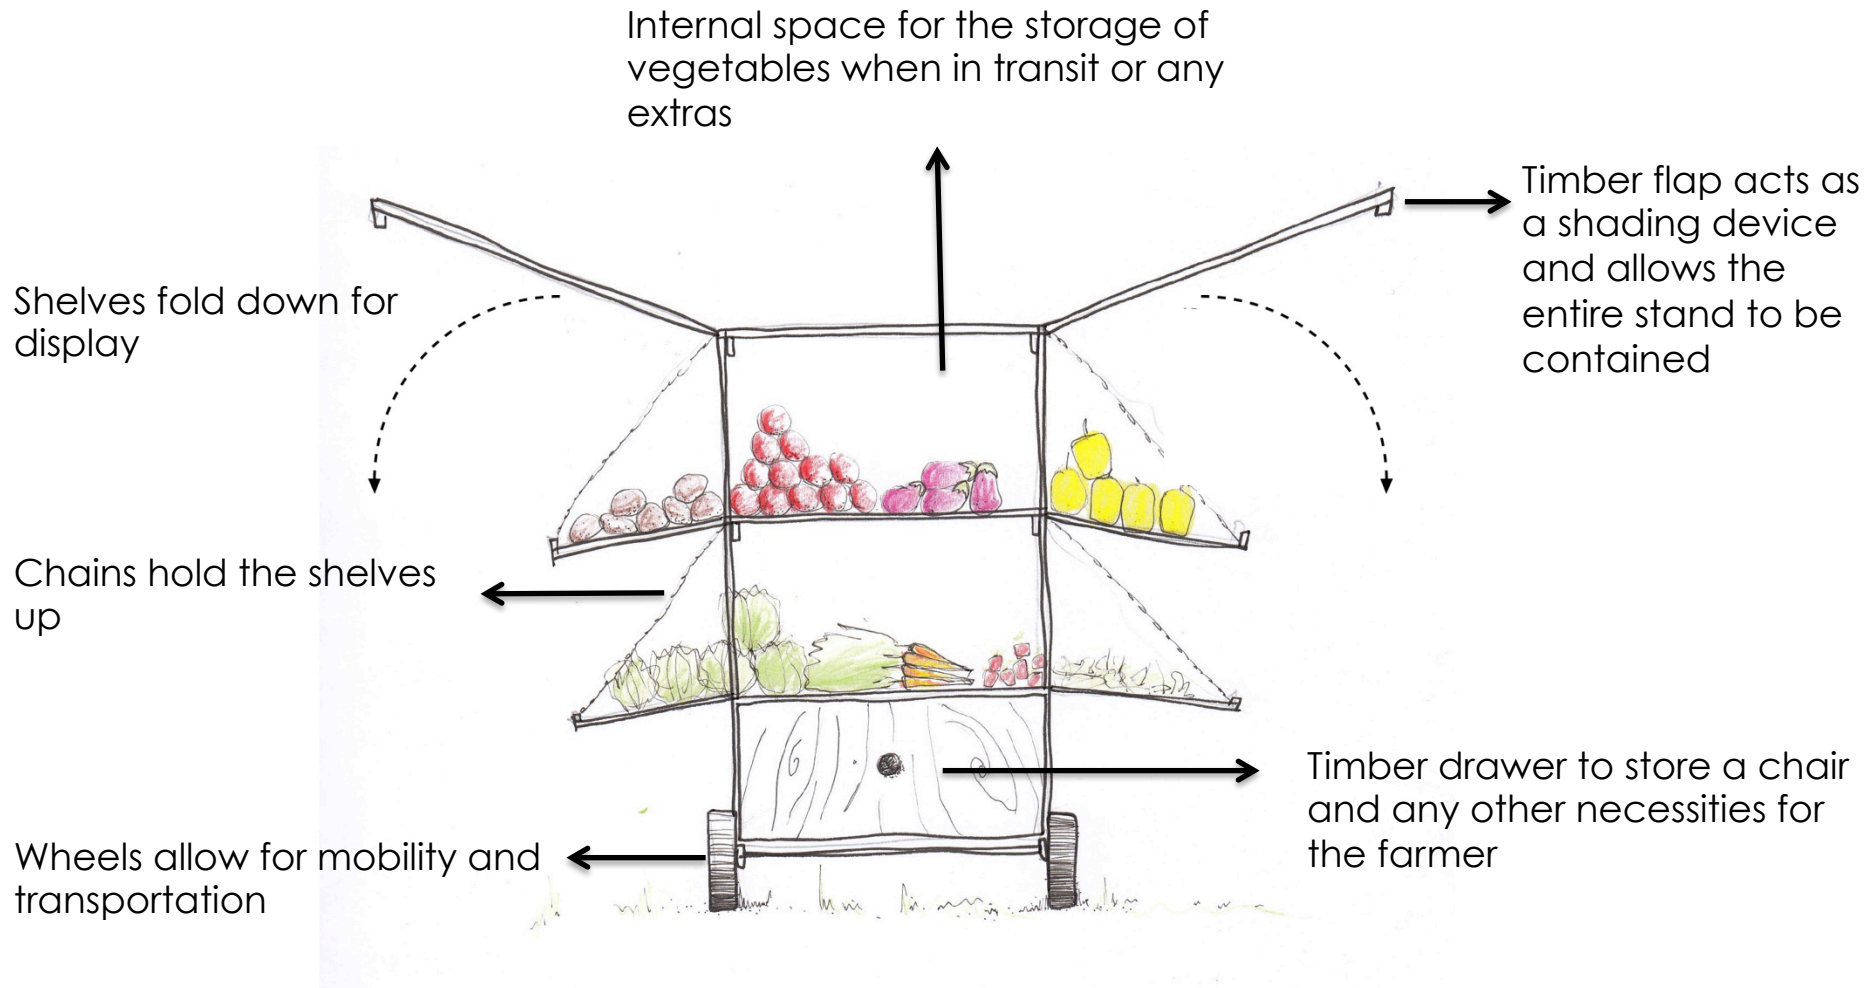 Internal space for the storage of
vegetables when in transit or any
extras
Timber flap acts as
a shading device
and allows the
entire stand to be
contained
Shelves fold down for
display
Chains hold the shelves
up
Timber drawer to store a chair
and any other necessities for
the farmer
Wheels allow for mobility and
transportation